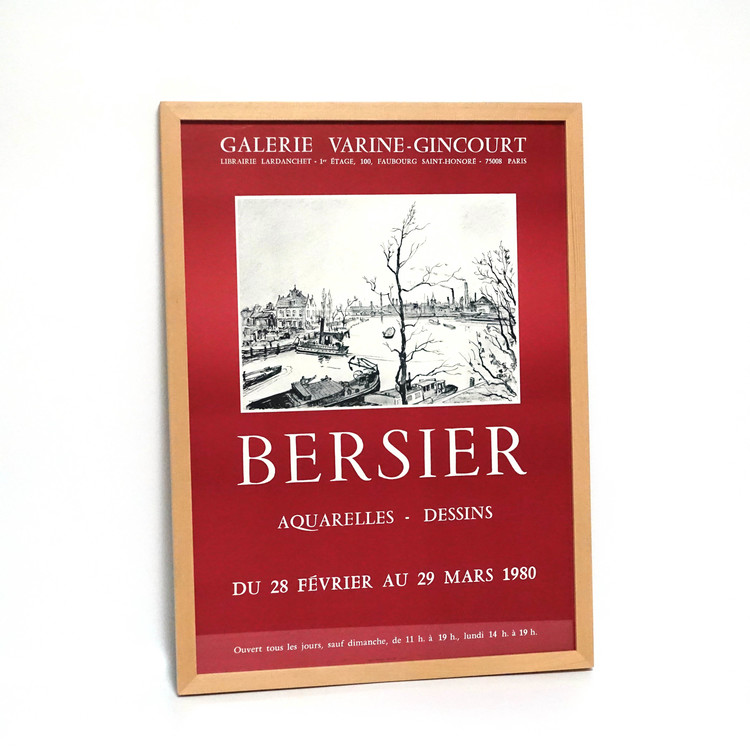 GALERIE VARINE-GINCOURT
LIBRAIRIE LARDANCHET - 1er ÉTAGE, 100, FAUBOURG SAINT-HONORÉ - 75008 PARIS
BERSIER
AQUARELLES - DESSINS
DU 28 FÉVRIER AU 29 MARS 1980
Ouvert tous les jours, sauf dimanche, de 11 h. à 19 h., lundi 14 h. à 19 h.